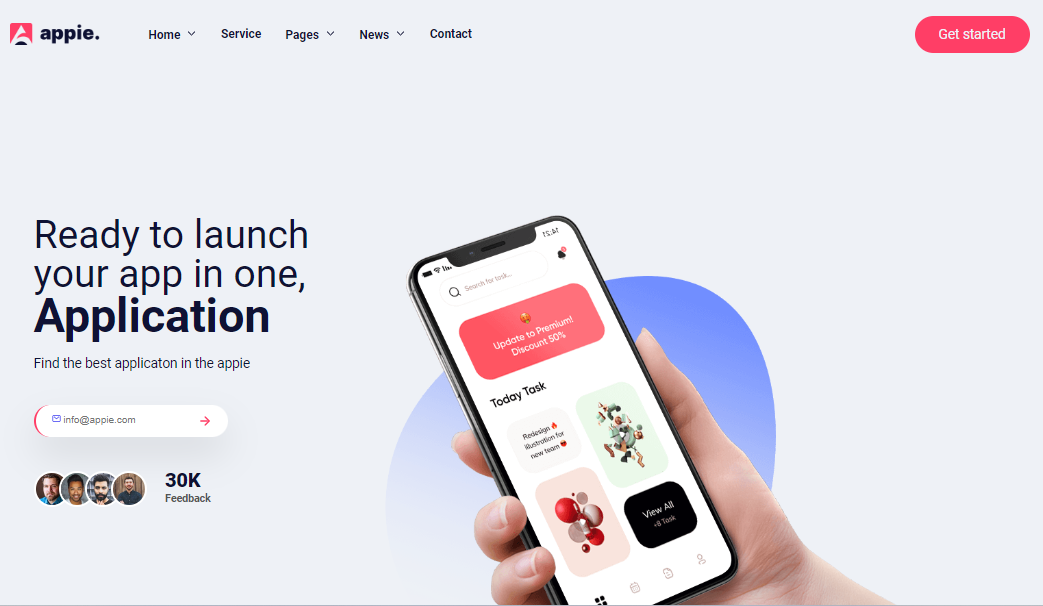 appie.
Home
Service
Pages
News
Contact
Get started
Ready to launch
your app in one,
Application
Find the best applicaton in the appie
info@appie.com
30K
Feedback
14:21
Search for task...
Update to Premium!
Discount 50%
Today Task
Redesign
illustration for
new team
View All
+8 Task